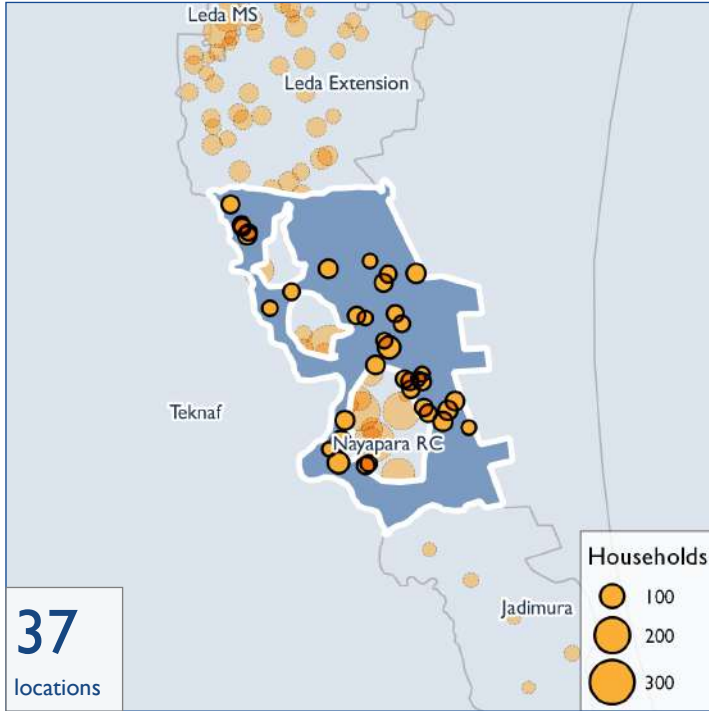 Leda MS
Leda Extension
Teknaf
Nayapara RC
Jadimura
37
locations
Households
100
200
300